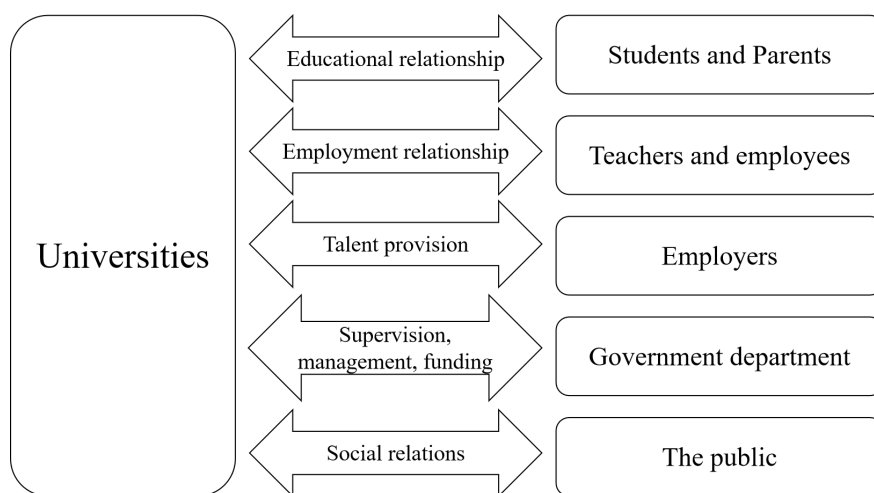 Universities
Educational relationship
Students and Parents
Employment relationship
Teachers and employees
Talent provision
Employers
Supervision,
management, funding
Government department
Social relations
The public